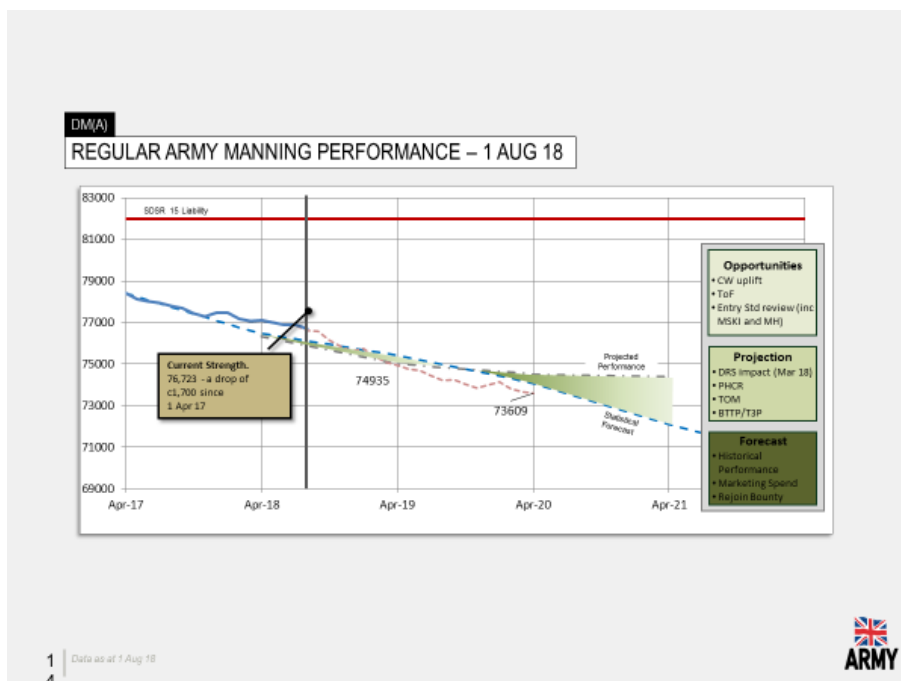 DM(A)
REGULAR ARMY MANNING PERFORMANCE – 1 AUG 18
83000
SDSR 15 Liability
81000
79000
77000
75000
73000
71000
69000
Apr-17
Apr-18
Apr-19
Apr-20
Apr-21
Current Strength.
76,723 - a drop of
c1,700 since
1 Apr 17
74935
73609
Projected
Performance
Statistical
Forecast
Opportunities
• CW uplift
• ToF
• Entry Std review (inc
MSKI and MH)
Projection
• DRS impact (Mar 18)
• PHCR
• TOM
• BTTP/T3P
Forecast
• Historical
Performance
• Marketing Spend
• Rejoin Bounty
1
4
Data as at 1 Aug 18
ARMY